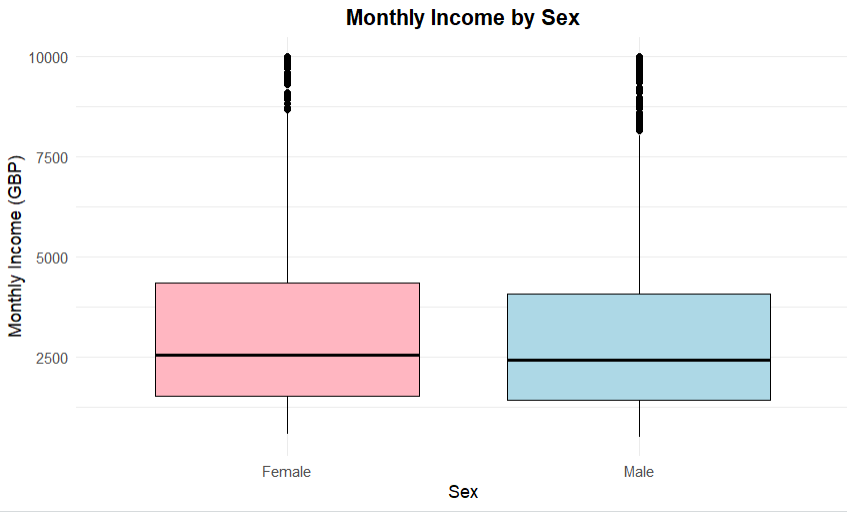 Monthly Income by Sex
Monthly Income (GBP)
10000
7500
5000
2500
Female
Male
Sex